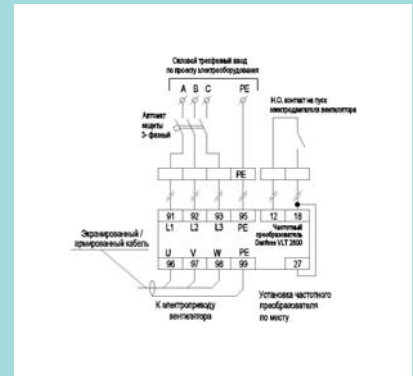 Силовой трехфазный ввод
по проекту электрооборудования
A B C PE
Автомат
защиты
3- фазный
Н.О. контакт на пуск
электродвигателя вентилятора
PE
91 92 93 95 12 18
L1 L2 L3 PE
Частотный
преобразователь
Danfoss VLT 2800
Экранированный /
армированный кабель
U V W PE
96 97 98 99 27
К электроприводу
вентилятора
Установка частотного
преобразователя
по месту